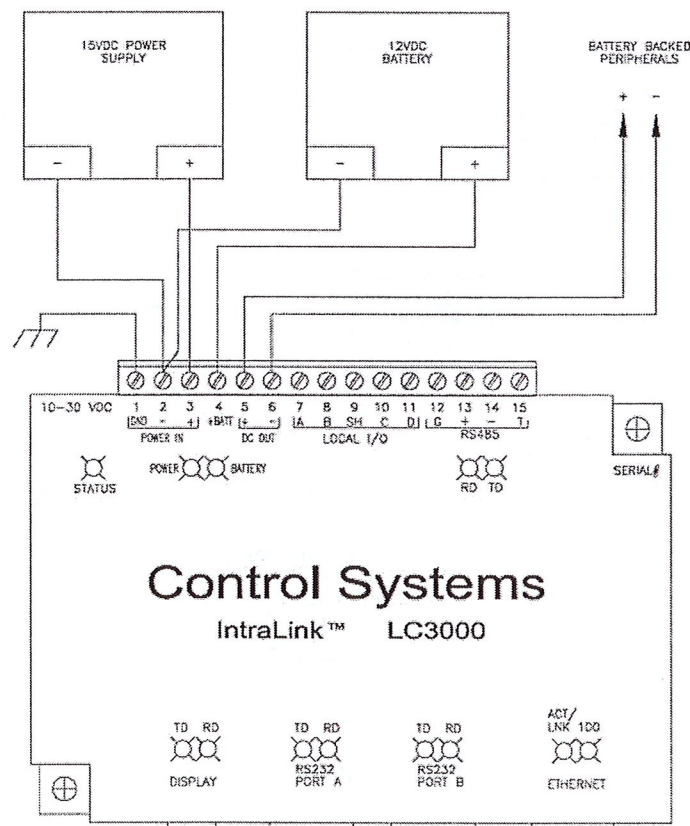 15VDC POWER
SUPPLY
12VDC
BATTERY
BATTERY BACKED
PERIPHERALS
+ -
- +
- +
10-30 VDC 1 2 3 4 5 6 7 8 9 10 11 12 13 14 15
GND - + +BATT + - A B SH C D G + - T
POWER IN DC OUT LOCAL I/O RS485
STATUS
POWER BATTERY
RD TD
SERIAL#
Control Systems
IntraLink™ LC3000
TD RD
DISPLAY
TD RD
RS232
PORT A
TD RD
RS232
PORT B
ACT/
LNK 100
ETHERNET